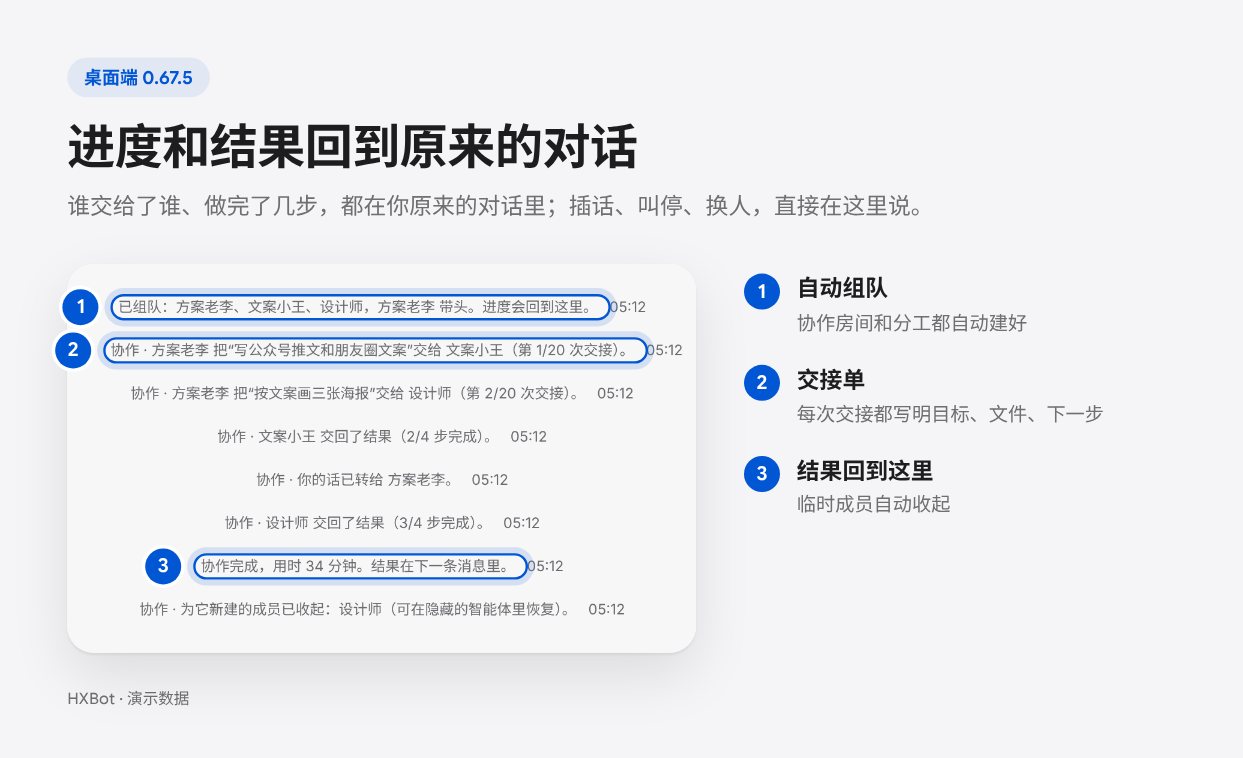 桌面端 0.67.5
进度和结果回到原来的对话
谁交给了谁、做完了几步，都在你原来的对话里；插话、叫停、换人，直接在这里说。
1 已组队：方案老李、文案小王、设计师，方案老李 带头。进度会回到这里。 05:12
2 协作 · 方案老李 把“写公众号推文和朋友圈文案”交给 文案小王（第 1/20 次交接）。 05:12
协作 · 方案老李 把“按文案画三张海报”交给 设计师（第 2/20 次交接）。 05:12
协作 · 文案小王 交回了结果（2/4 步完成）。 05:12
协作 · 你的话已转给 方案老李。 05:12
协作 · 设计师 交回了结果（3/4 步完成）。 05:12
3 协作完成，用时 34 分钟。结果在下一条消息里。 05:12
协作 · 为它新建的成员已收起：设计师（可在隐藏的智能体里恢复）。 05:12
1 自动组队
协作房间和分工都自动建好
2 交接单
每次交接都写明目标、文件、下一步
3 结果回到这里
临时成员自动收起
HXBot · 演示数据